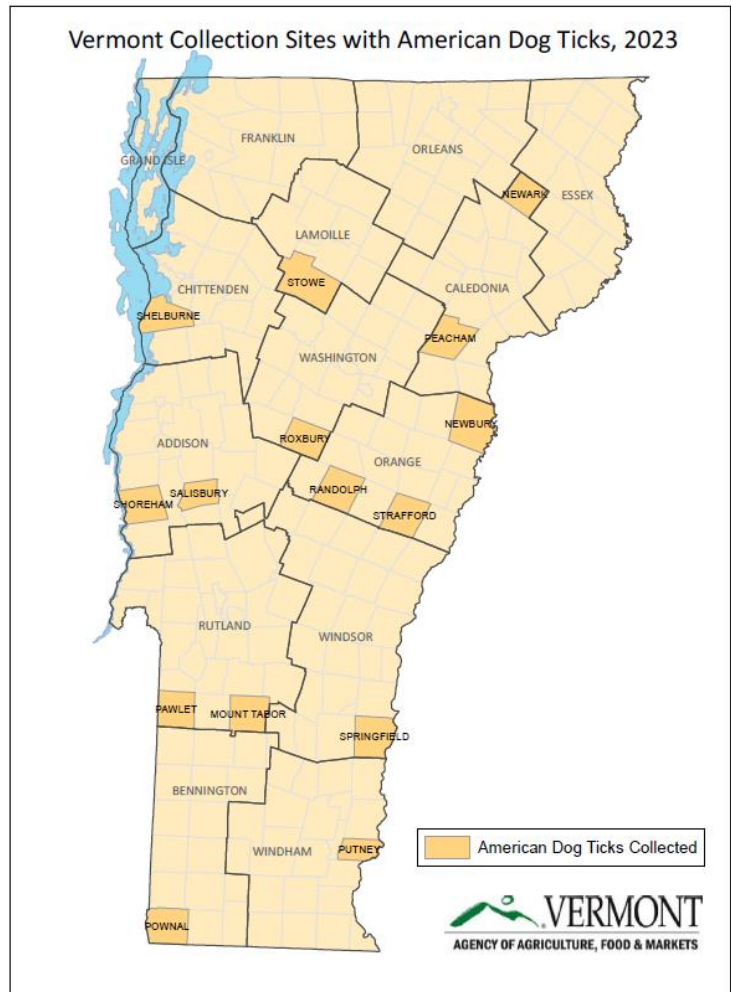 Vermont Collection Sites with American Dog Ticks, 2023
FRANKLIN
ORLEANS
GRAND ISLE
NEWARK
ESSEX
LAMOILLE
STOWE
CHITTENDEN
CALEDONIA
SHELBURNE
PEACHAM
WASHINGTON
NEWBURY
ROXBURY
ADDISON
ORANGE
RANDOLPH
SALISBURY
SHOREHAM
STRAFFORD
RUTLAND
WINDSOR
PAWLET
MOUNT TABOR
SPRINGFIELD
BENNINGTON
PUTNEY
WINDHAM
American Dog Ticks Collected
POWNAL
VERMONT
AGENCY OF AGRICULTURE, FOOD & MARKETS